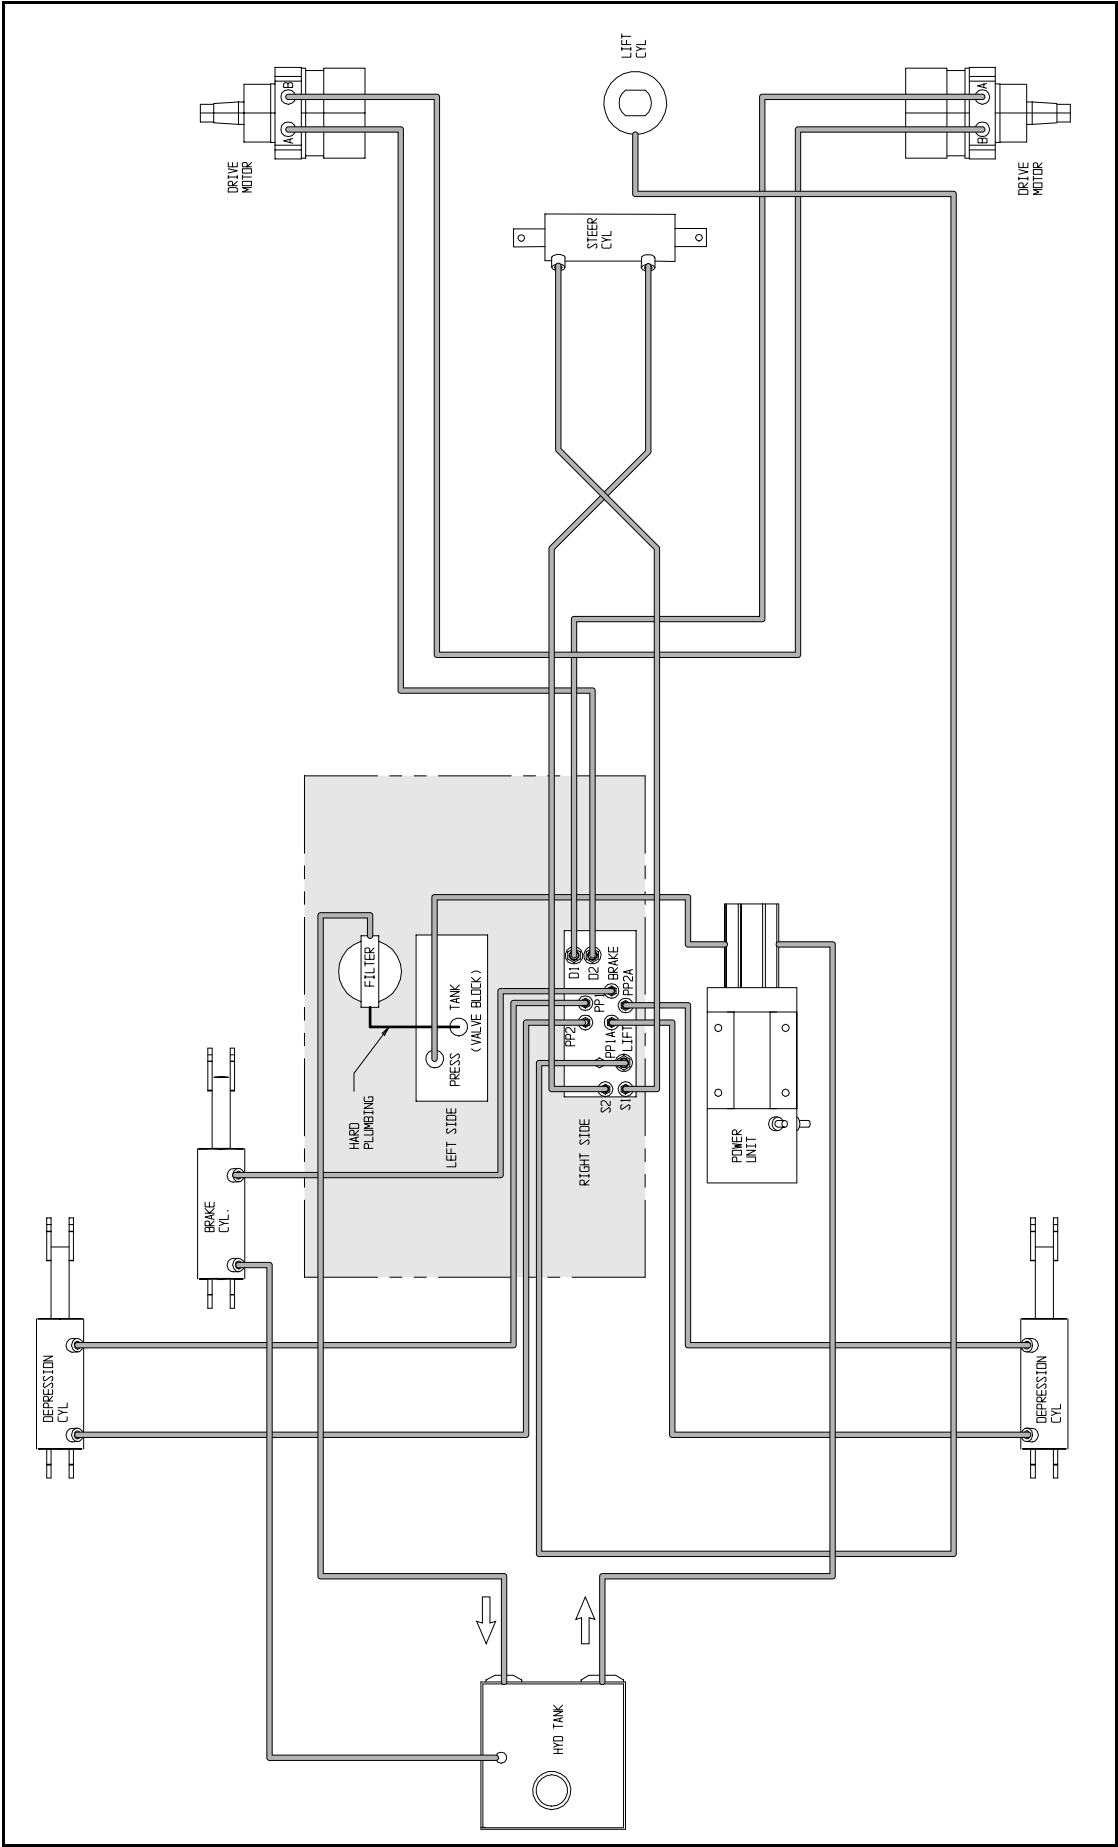 LIFT
CYL
B
A
DRIVE
MOTOR
A
B
DRIVE
MOTOR
STEER
CYL
FILTER
TANK
(VALVE BLOCK)
PRESS
LEFT SIDE
HARD
PLUMBING
D1
D2
BRAKE
PP1
PP2A
PP2
PP1A
LIFT
S2
S1
RIGHT SIDE
POWER
UNIT
BRAKE
CYL.
DEPRESSION
CYL
DEPRESSION
CYL
HYD TANK